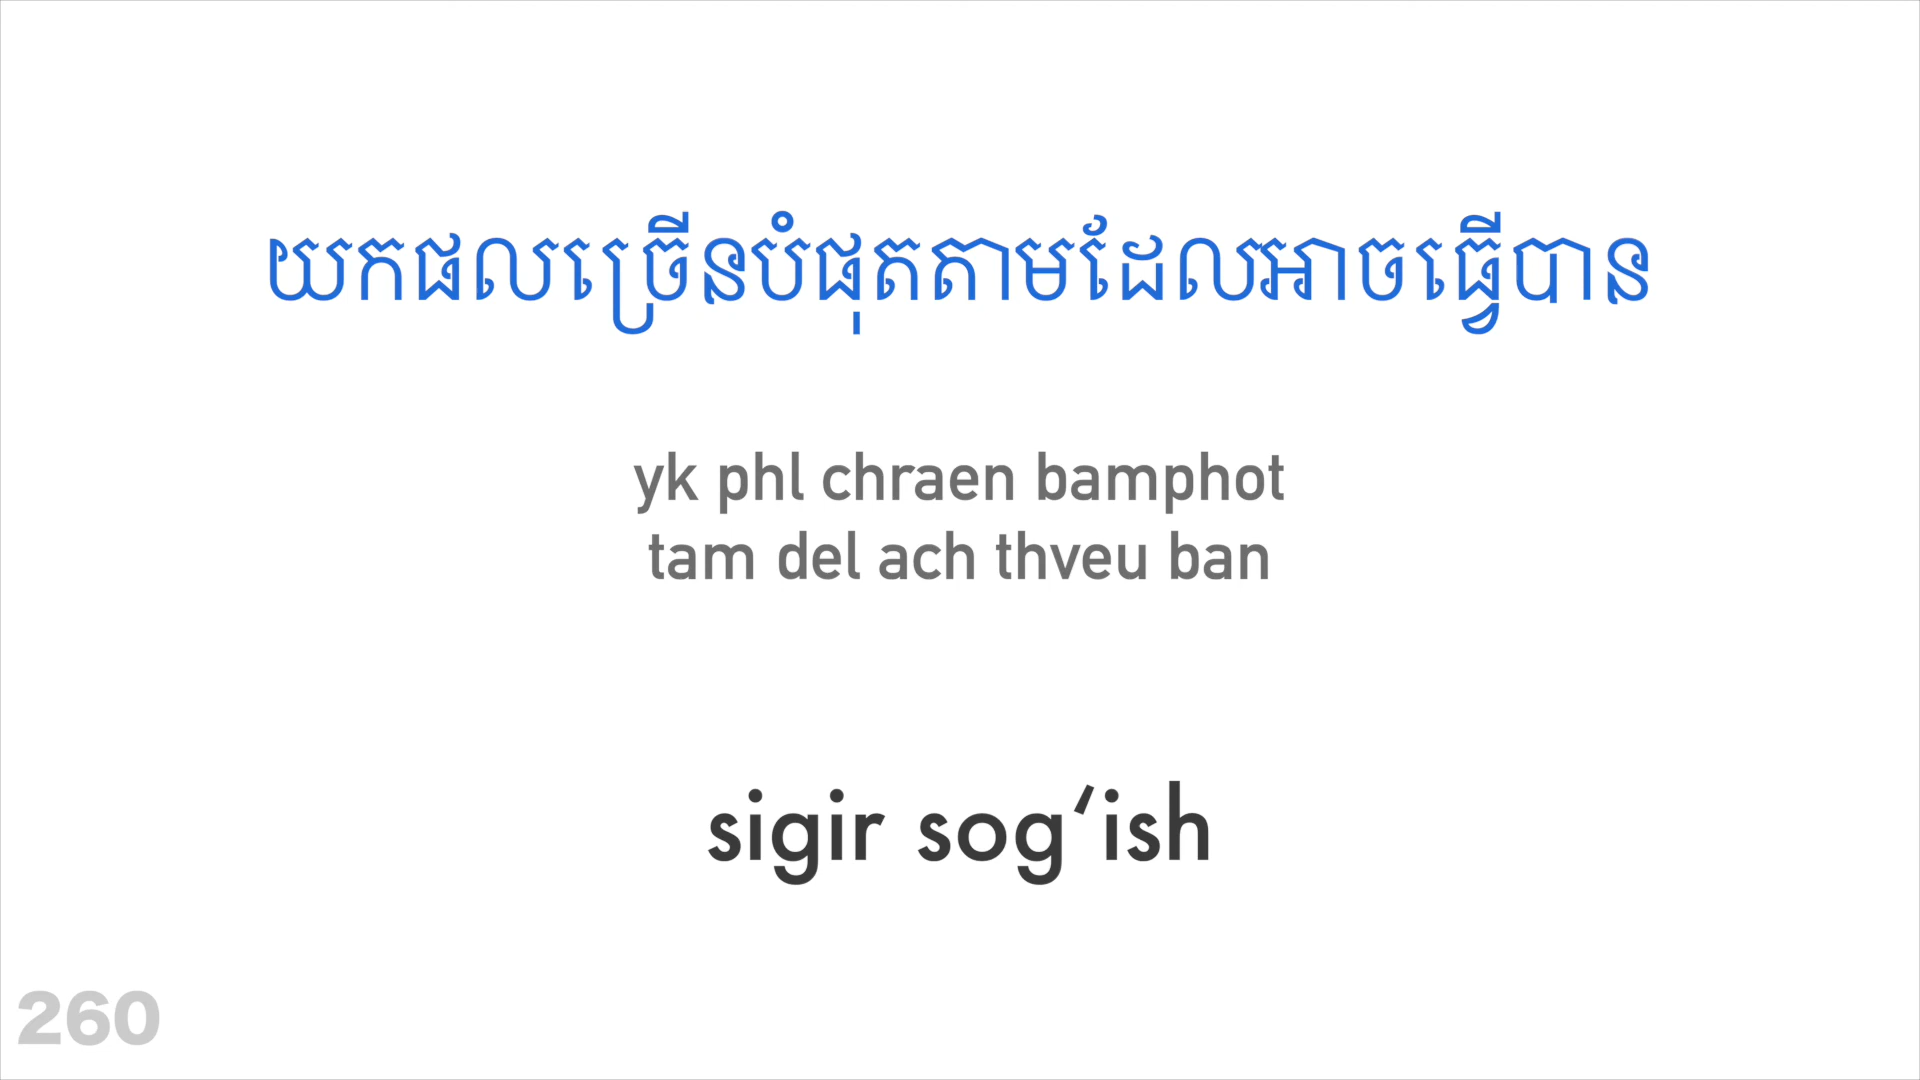 យកផលច្រើនបំផុតតាមដែលអាចធ្វើបាន
yk phl chraen bamphot
tam del ach thveu ban
sigir sog‘ish
260